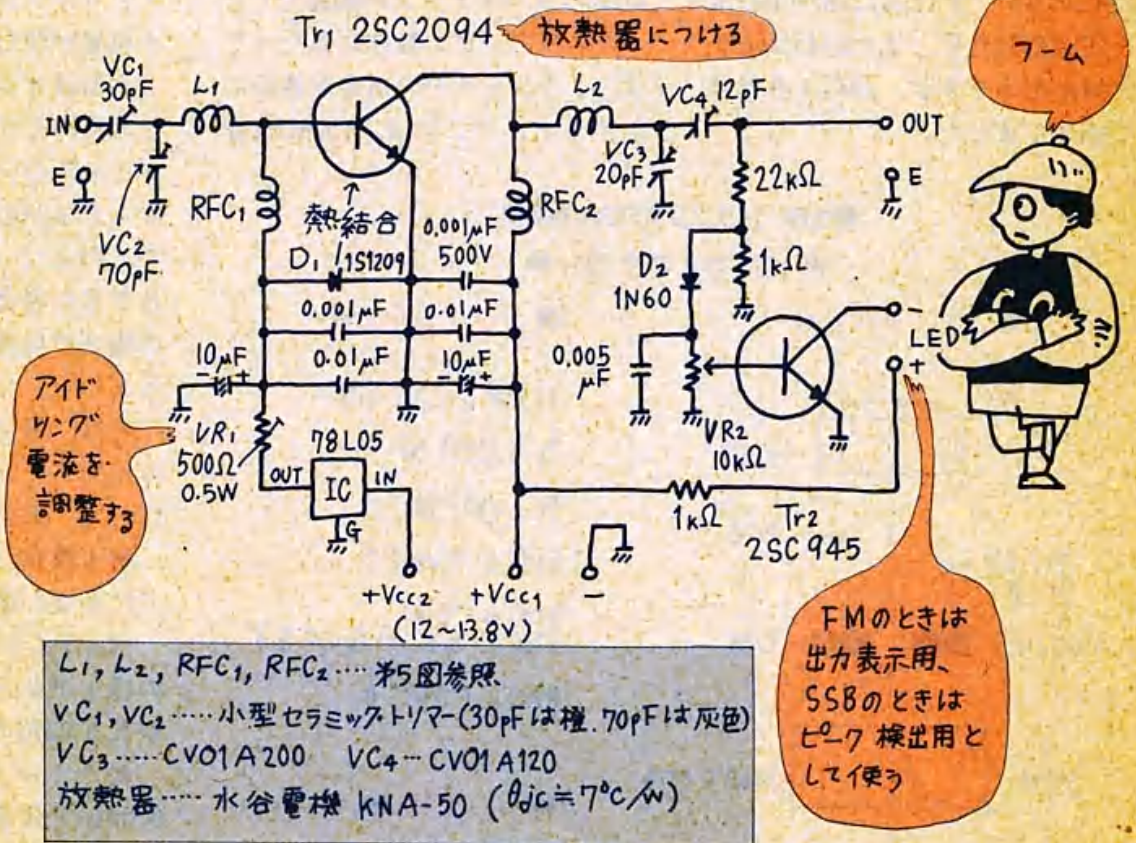 Tr1 2SC2094
放熱器につける
フーム
VC1
30pF
L1
L2
VC4
12pF
IN
OUT
E
VC2
70pF
RFC1
熱結合
D1
1S1209
0.001μF
500V
RFC2
VC3
20pF
22kΩ
E
1kΩ
D2
1N60
0.001μF
0.01μF
0.01μF
10μF
- +
10μF
- +
0.005
μF
VR2
10kΩ
-
LED
+
アイド
リング
電流を
調整する
VR1
500Ω
0.5W
78L05
OUT
IC
IN
G
1kΩ
Tr2
2SC945
+Vcc2
+Vcc1
-
(12~13.8V)
FMのときは
出力表示用、
SSBのときは
ピーク検出用と
して使う
L1, L2, RFC1, RFC2‥‥第5図参照
VC1, VC2‥‥‥小型セラミックトリマー(30pFは橙.70pFは灰色)
VC3‥‥‥CV01A200 VC4‥‥CV01A120
放熱器‥‥‥水谷電機 KNA-50 (θjc≒7°C/W)